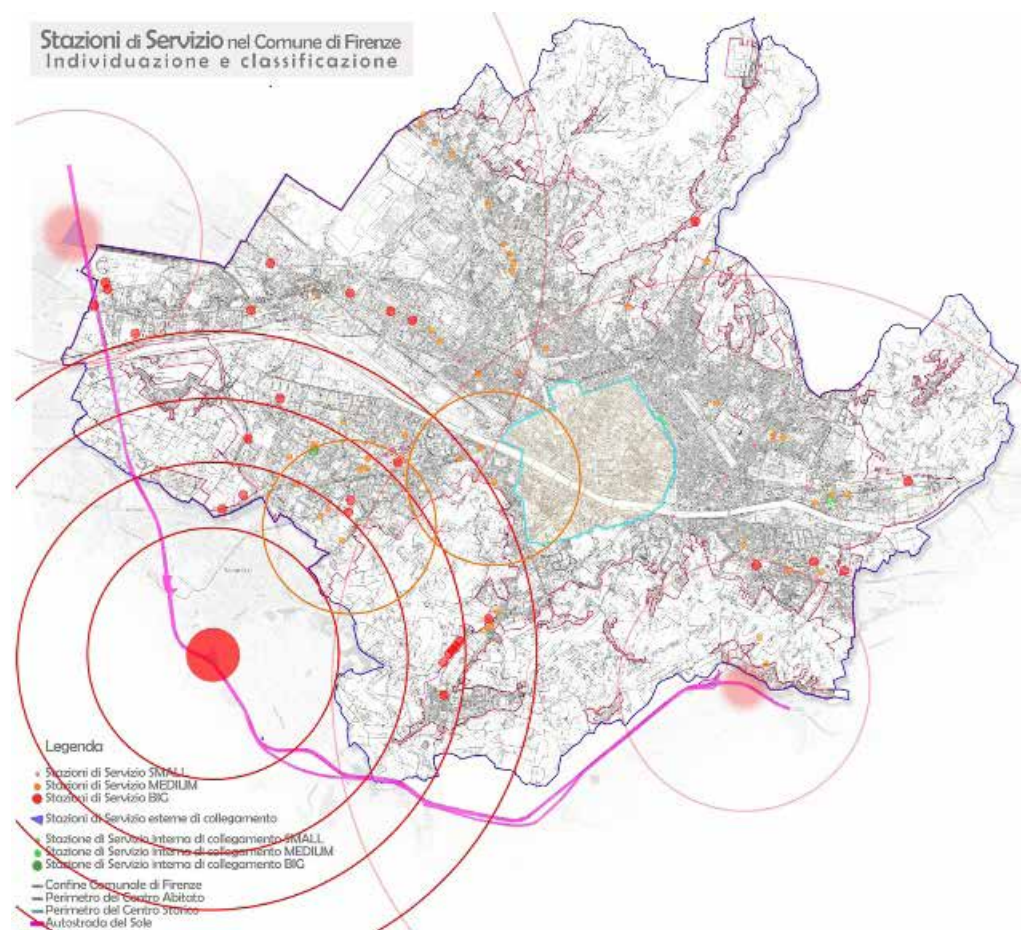 Stazioni di Servizio nel Comune di Firenze
Individuazione e classificazione
Legenda
Stazioni di Servizio SMALL
Stazioni di Servizio MEDIUM
Stazioni di Servizio BIG
Stazioni di Servizio esterne di collegamento
Stazione di Servizio interna di collegamento SMALL
Stazione di Servizio interna di collegamento MEDIUM
Stazione di Servizio interna di collegamento BIG
Confine Comunale di Firenze
Perimetro del Centro Abitato
Perimetro del Centro Storico
Autostrada del Sole